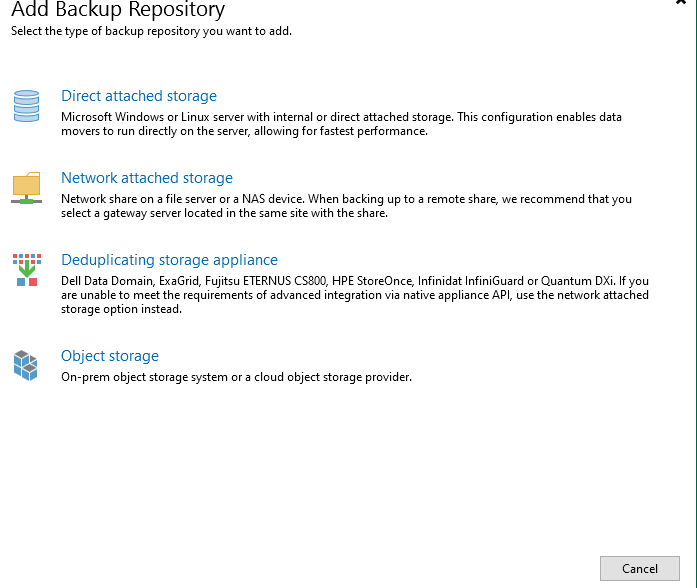 Add Backup Repository
Select the type of backup repository you want to add.
Direct attached storage
Microsoft Windows or Linux server with internal or direct attached storage. This configuration enables data
movers to run directly on the server, allowing for fastest performance.
Network attached storage
Network share on a file server or a NAS device. When backing up to a remote share, we recommend that you
select a gateway server located in the same site with the share.
Deduplicating storage appliance
Dell Data Domain, ExaGrid, Fujitsu ETERNUS CS800, HPE StoreOnce, Infinidat InfiniGuard or Quantum DXi. If you
are unable to meet the requirements of advanced integration via native appliance API, use the network attached
storage option instead.
Object storage
On-prem object storage system or a cloud object storage provider.
Cancel